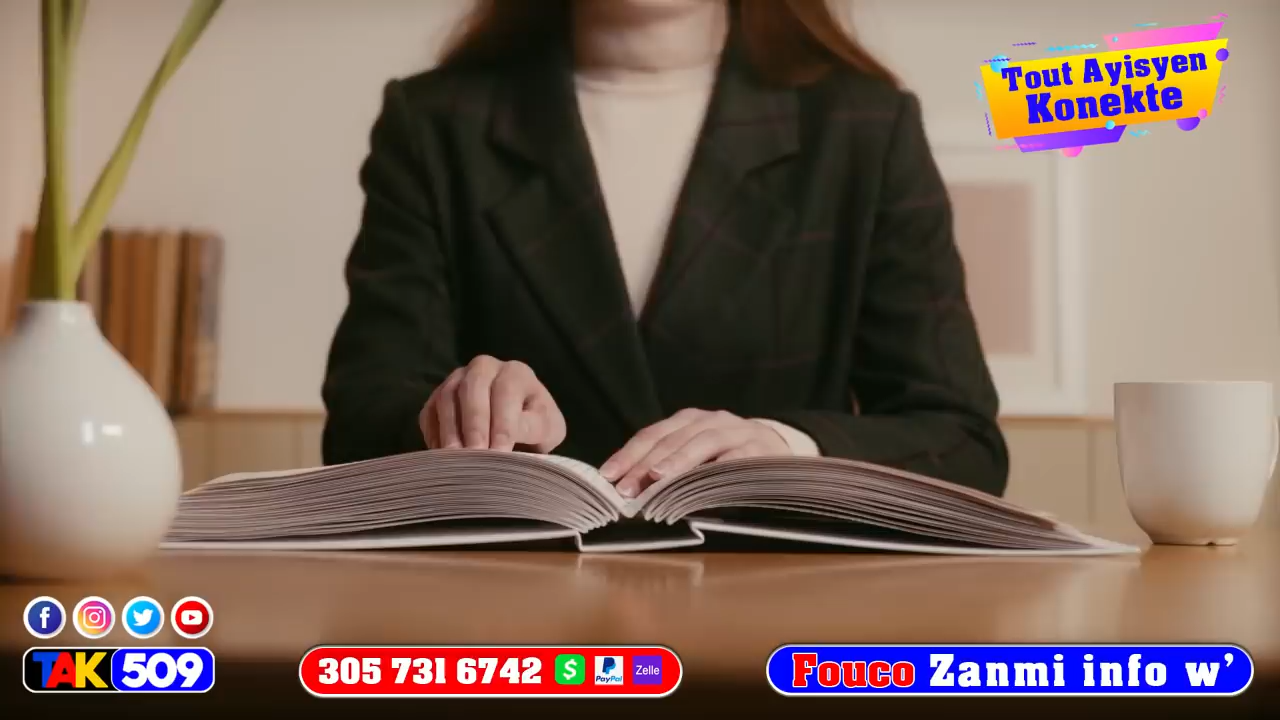 Tout Ayisyen
Konekte
TAK 509
305 731 6742 $ PayPal Zelle
Fouco Zanmi info w'